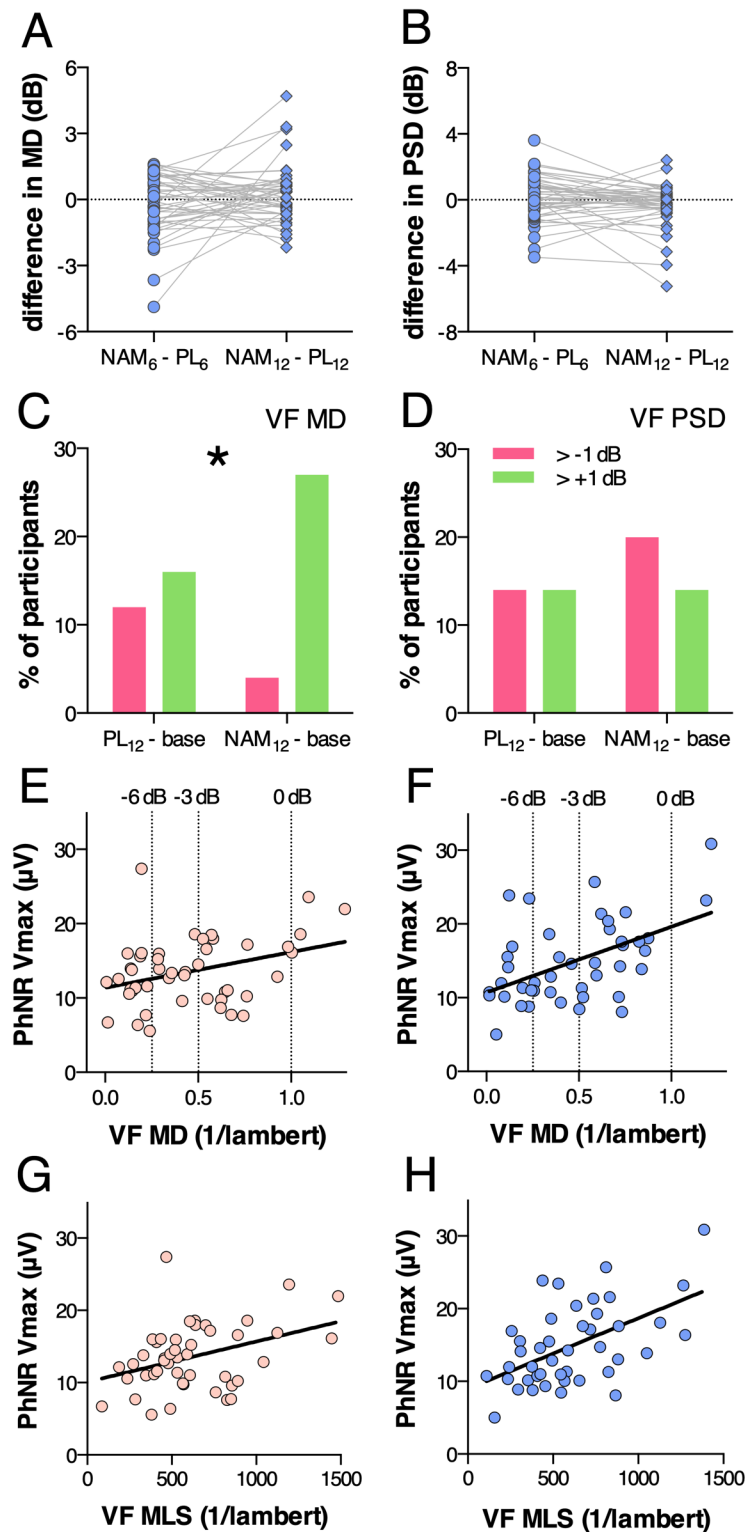 A
B
difference in MD (dB)
6
3
0
-3
-6
NAM6 - PL6
NAM12 - PL12
difference in PSD (dB)
8
4
0
-4
-8
NAM6 - PL6
NAM12 - PL12
C
VF MD
% of participants
30
20
10
0
*
PL12 - base
NAM12 - base
D
VF PSD
% of participants
30
20
10
0
> -1 dB
> +1 dB
PL12 - base
NAM12 - base
E
-6 dB
-3 dB
0 dB
PhNR Vmax (µV)
30
20
10
0
0.0
0.5
1.0
VF MD (1/lambert)
F
-6 dB
-3 dB
0 dB
PhNR Vmax (µV)
30
20
10
0
0.0
0.5
1.0
VF MD (1/lambert)
G
PhNR Vmax (µV)
30
20
10
0
0
500
1000
1500
VF MLS (1/lambert)
H
PhNR Vmax (µV)
30
20
10
0
0
500
1000
1500
VF MLS (1/lambert)